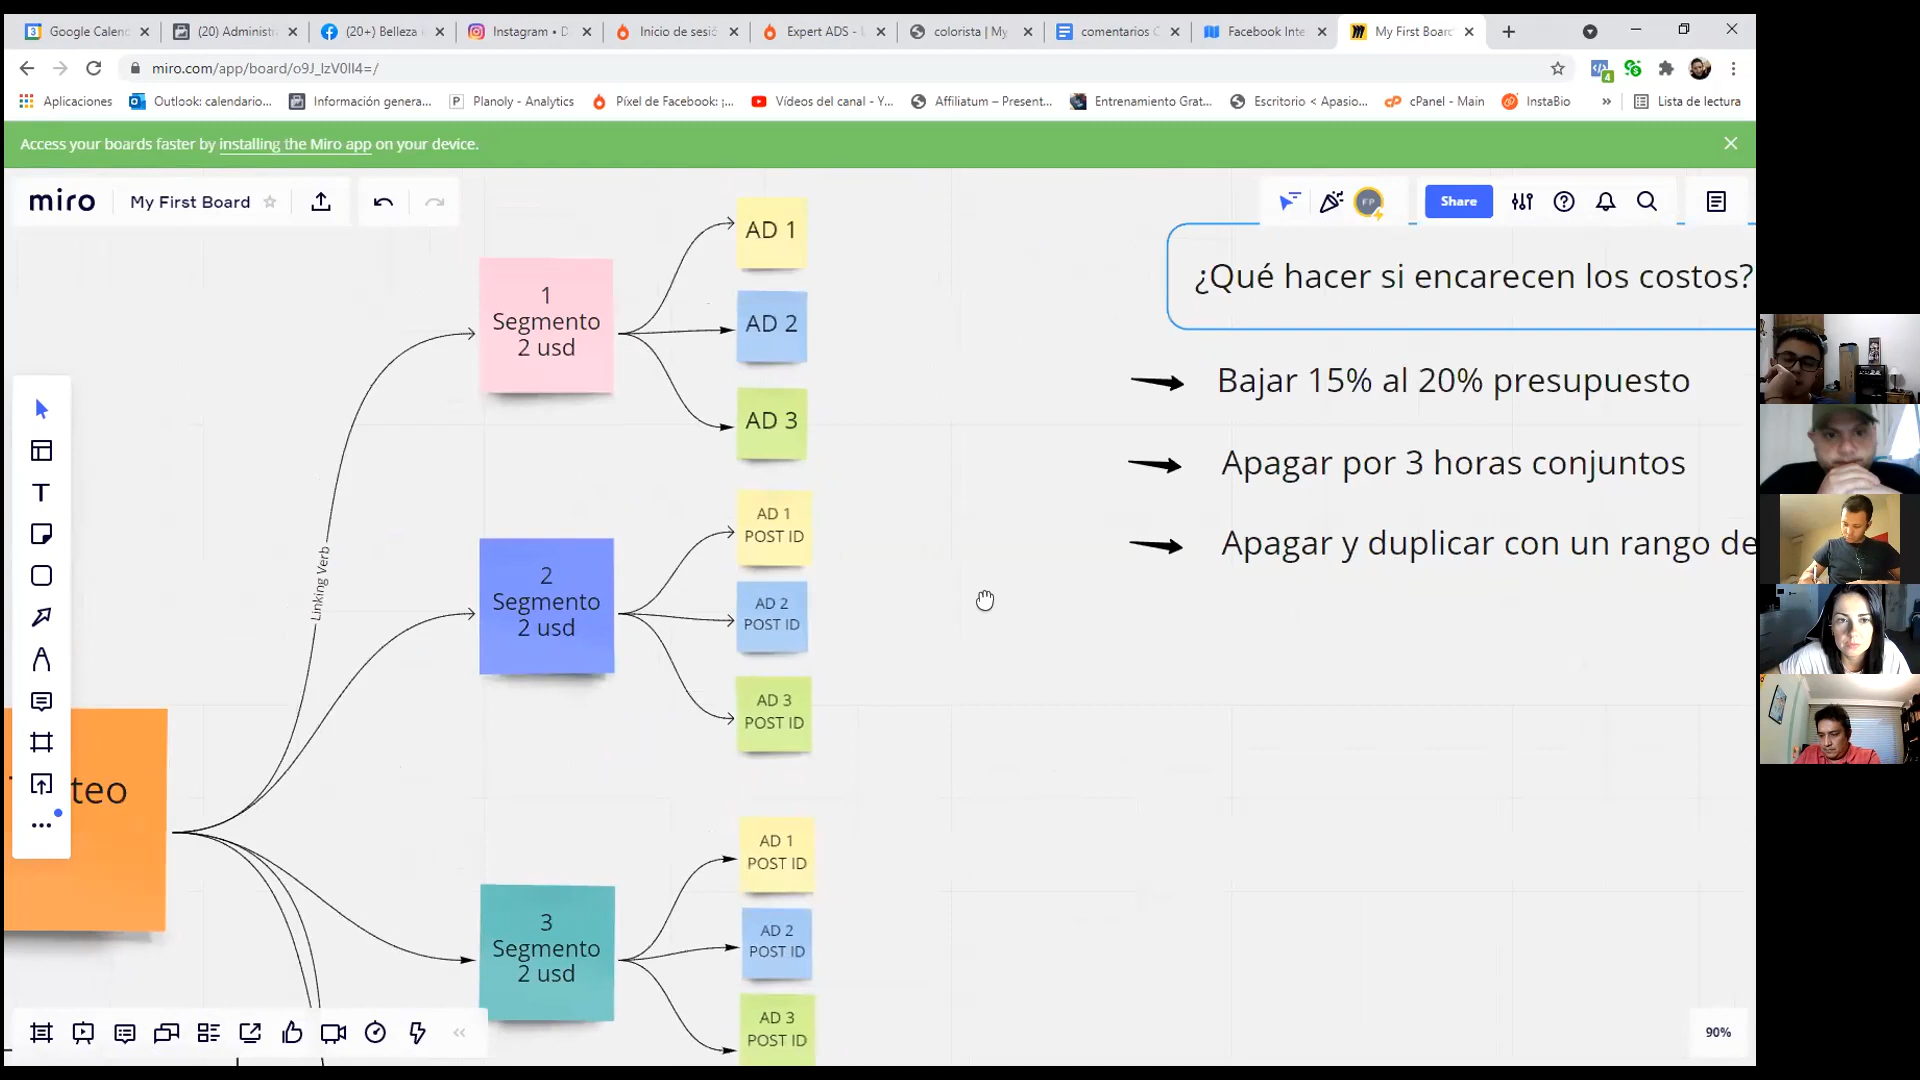 Google Calen
(20) Administ
(20+) Belleza
Instagram • D
Inicio de sesió
Expert ADS - U
colorista | My
comentarios C
Facebook Inte
My First Board
miro.com/app/board/o9J_lzV0lI4=/
4
Aplicaciones
Outlook: calendario...
Información genera...
Planoly - Analytics
Píxel de Facebook: ¡...
Vídeos del canal - Y...
Affiliatum – Present...
Entrenamiento Grat...
Escritorio < Apasio...
cPanel - Main
InstaBio
»
Lista de lectura
Access your boards faster by installing the Miro app on your device.
miro
My First Board
FP
Share
¿Qué hacer si encarecen los costos?
Bajar 15% al 20% presupuesto
Apagar por 3 horas conjuntos
Apagar y duplicar con un rango de
teo
Linking Verb
1
Segmento
2 usd
AD 1
AD 2
AD 3
2
Segmento
2 usd
AD 1
POST ID
AD 2
POST ID
AD 3
POST ID
3
Segmento
2 usd
AD 1
POST ID
AD 2
POST ID
AD 3
POST ID
90%